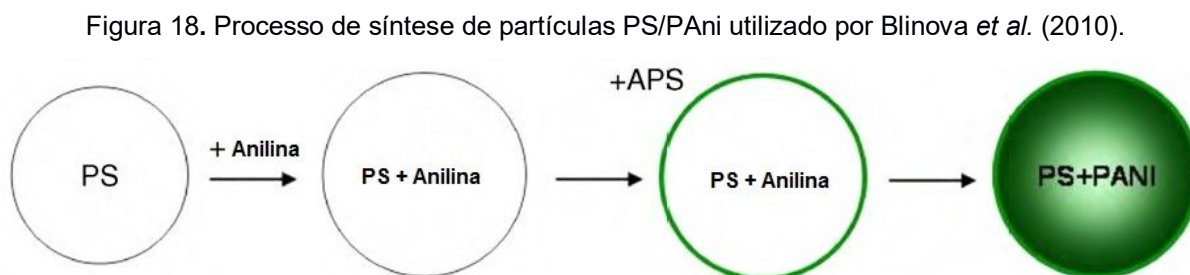 Figura 18. Processo de síntese de partículas PS/PAni utilizado por Blinova et al. (2010).
PS
+ Anilina
PS + Anilina
+APS
PS + Anilina
PS+PANI